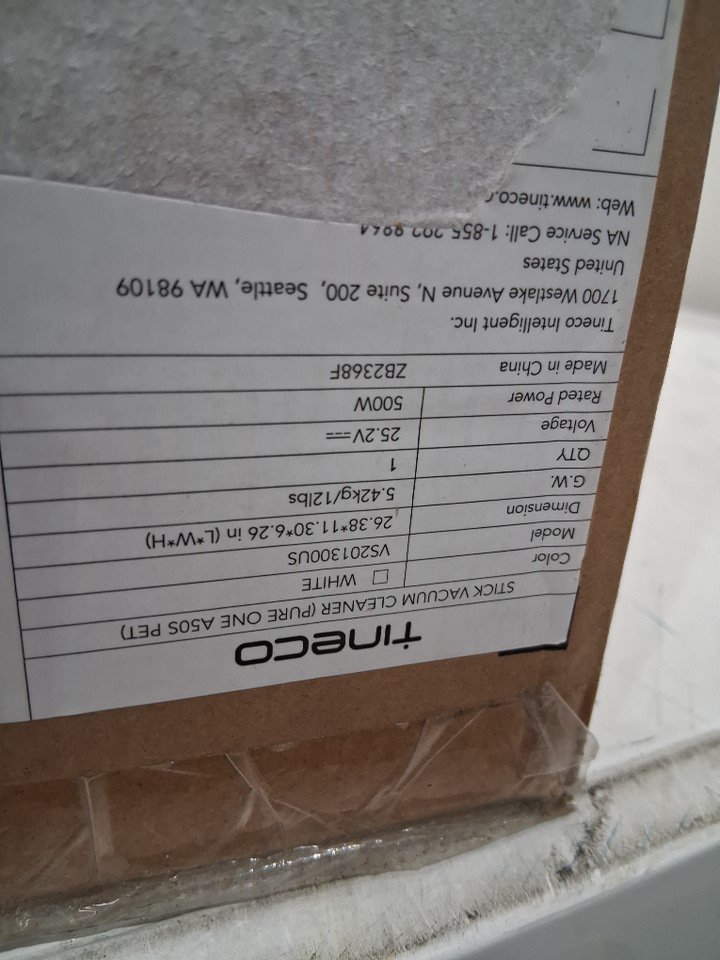 Tineco
STICK VACUUM CLEANER (PURE ONE A50S PET)
Color WHITE
Model VS201300US
Dimension 26.38*11.30*6.26 in (L*W*H)
G.W. 5.42kg/12lbs
QTY 1
Voltage 25.2V⎓
Rated Power 500W
Made in China ZB2368F
Tineco Intelligent Inc.
1700 Westlake Avenue N, Suite 200, Seattle, WA 98109
United States
NA Service Call: 1-855-
Web: www.tineco.